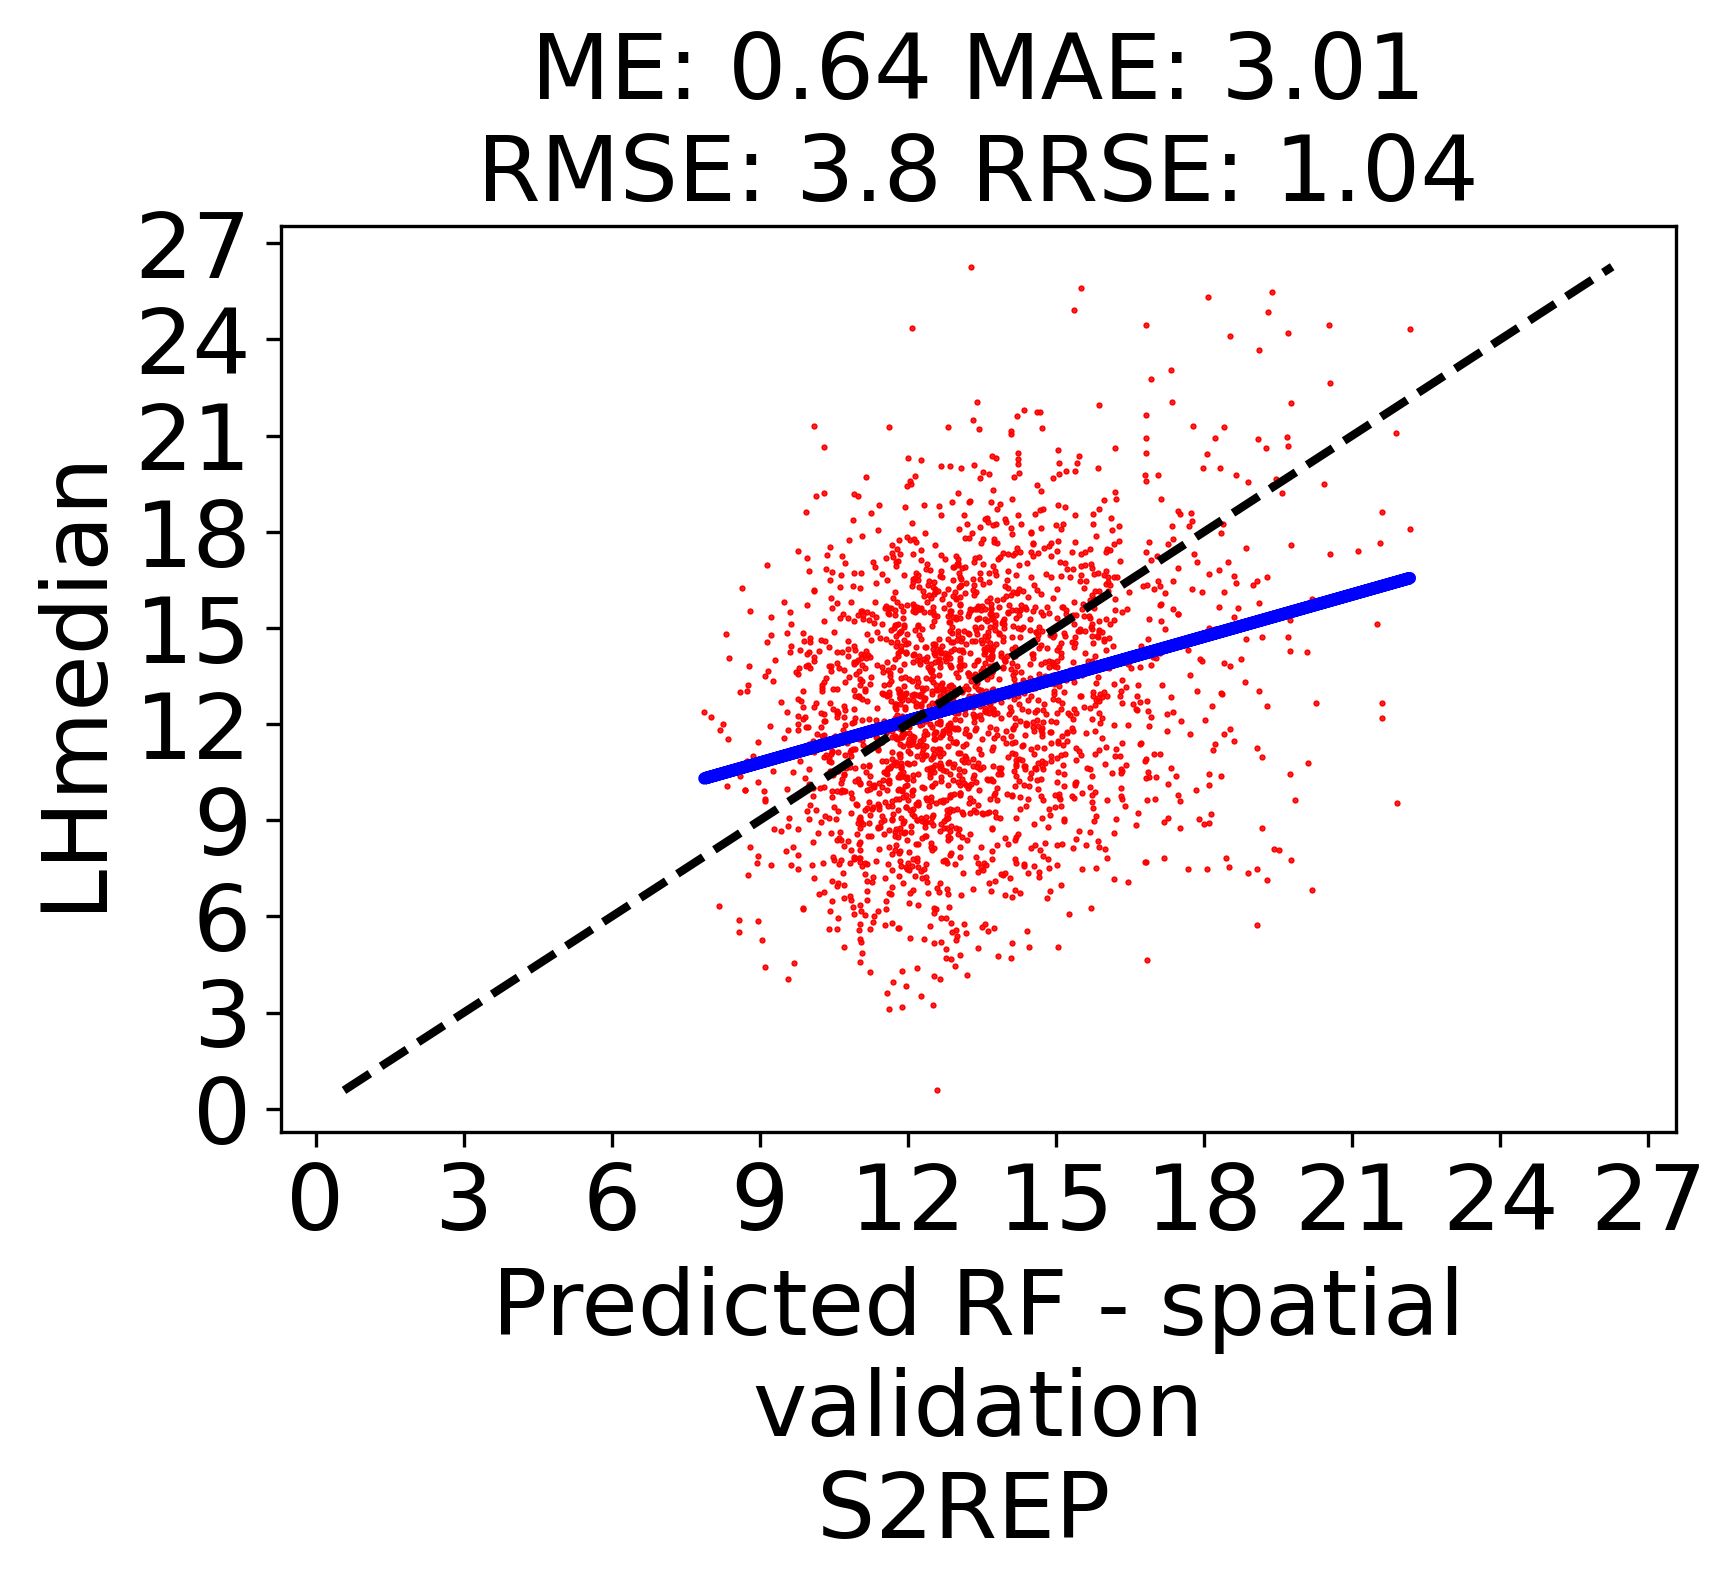 ME: 0.64 MAE: 3.01
RMSE: 3.8 RRSE: 1.04
27
24
21
18
15
12
9
6
3
0
LHmedian
0 3 6 9 12 15 18 21 24 27
Predicted RF - spatial
validation
S2REP